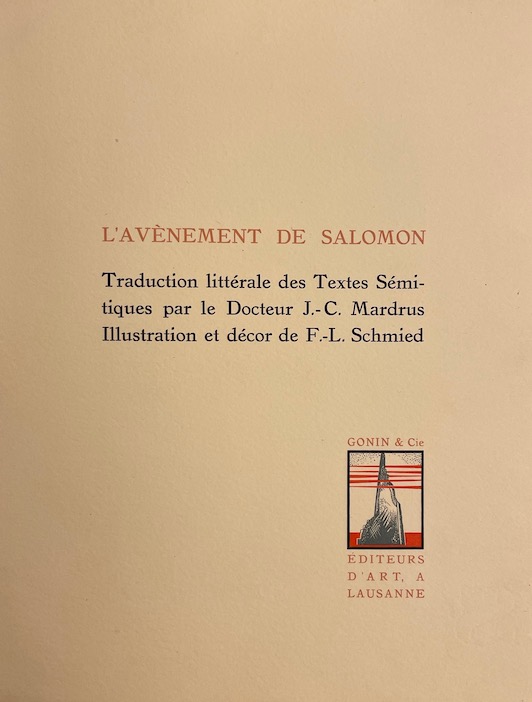 L'AVÈNEMENT DE SALOMON
Traduction littérale des Textes Sémi-
tiques par le Docteur J.-C. Mardrus
Illustration et décor de F.-L. Schmied
GONIN & Cie
EDITEURS
D'ART, A
LAUSANNE